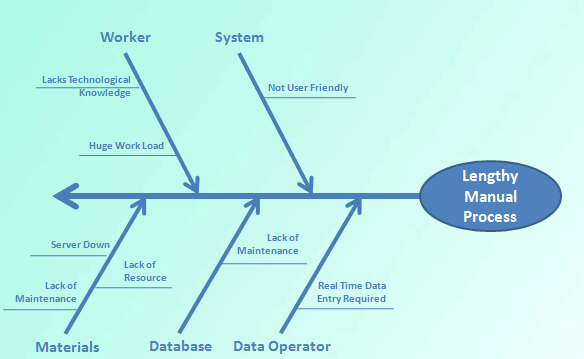 Worker
System
Lacks Technological
Knowledge
Not User Friendly
Huge Work Load
Lengthy
Manual
Process
Server Down
Lack of
Resource
Lack of
Maintenance
Lack of
Maintenance
Real Time Data
Entry Required
Materials
Database
Data Operator